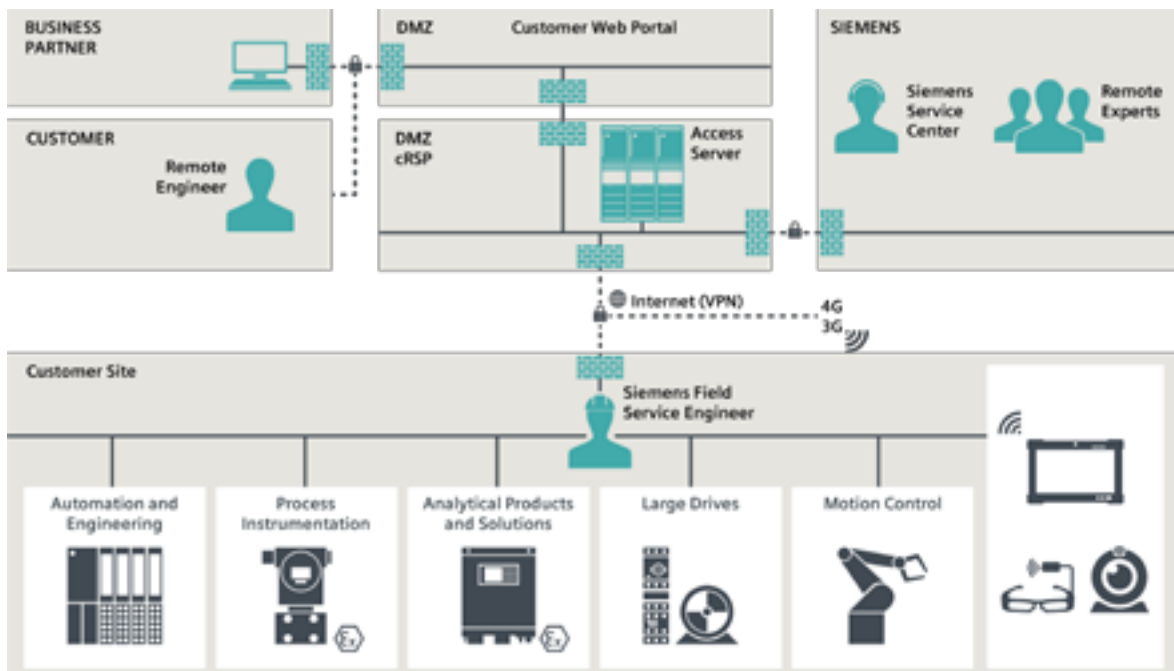 BUSINESS
PARTNER
DMZ
Customer Web Portal
SIEMENS
Siemens
Service
Center
Remote
Experts
CUSTOMER
Remote
Engineer
DMZ
cRSP
Access
Server
Internet (VPN)
4G
3G
Customer Site
Siemens Field
Service Engineer
Automation and
Engineering
Process
Instrumentation
Analytical Products
and Solutions
Large Drives
Motion Control
Ex
Ex